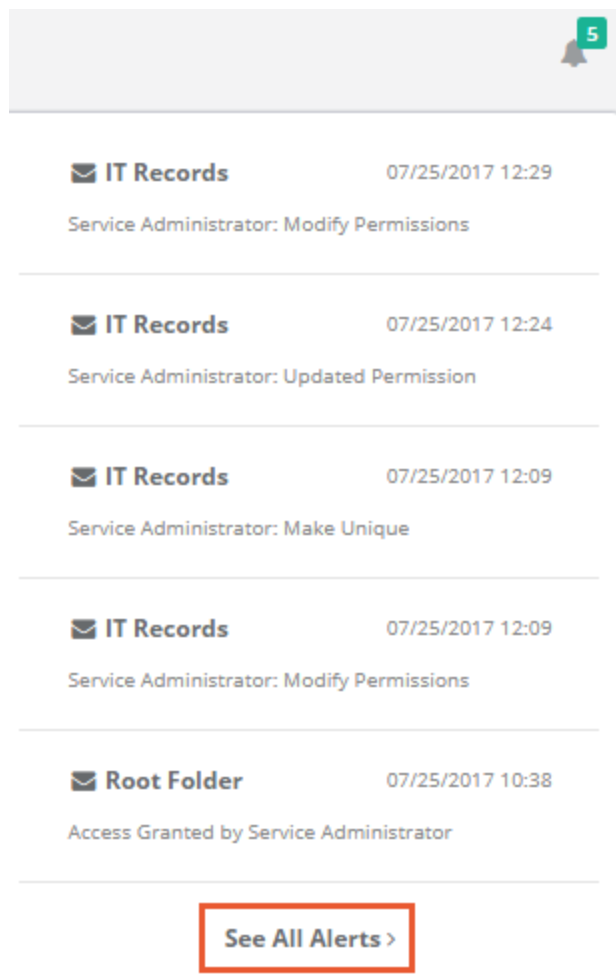 5
IT Records 07/25/2017 12:29
Service Administrator: Modify Permissions
IT Records 07/25/2017 12:24
Service Administrator: Updated Permission
IT Records 07/25/2017 12:09
Service Administrator: Make Unique
IT Records 07/25/2017 12:09
Service Administrator: Modify Permissions
Root Folder 07/25/2017 10:38
Access Granted by Service Administrator
See All Alerts >